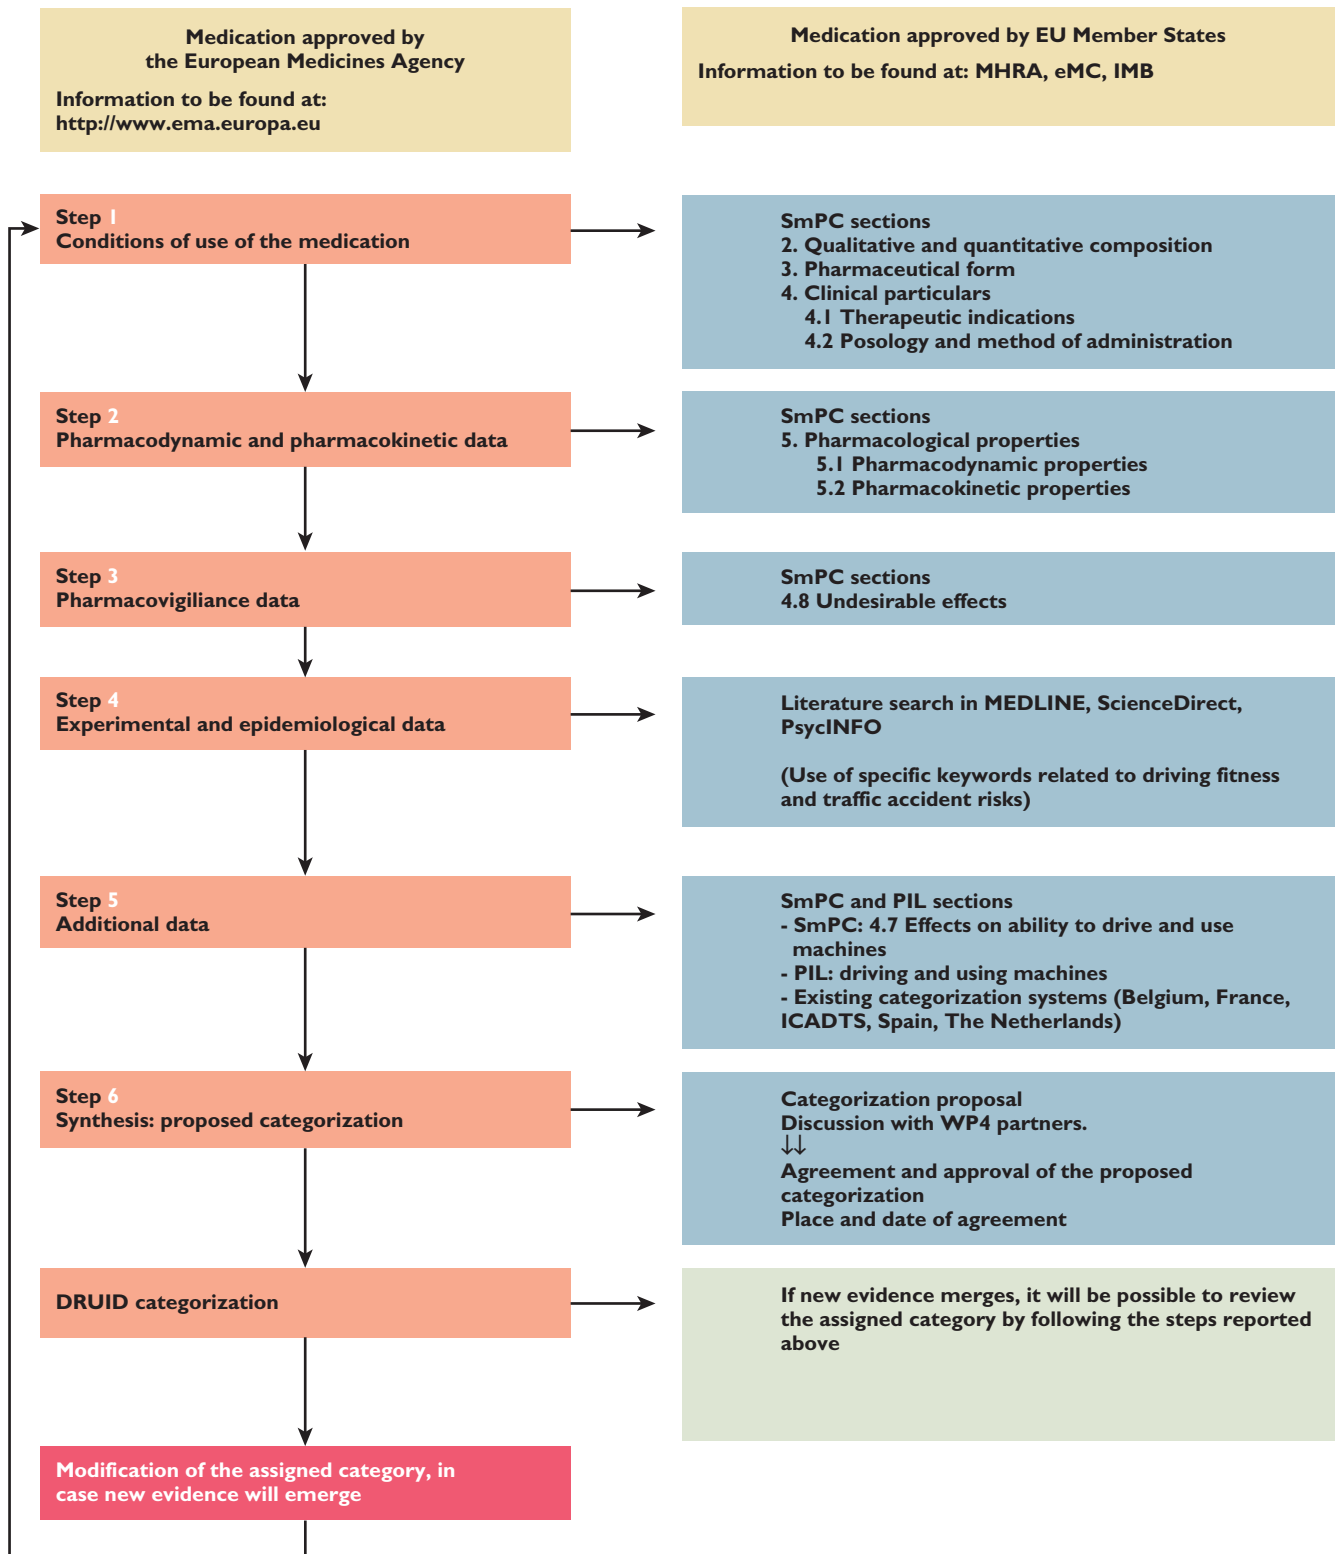 Medication approved by
the European Medicines Agency
Information to be found at:
http://www.ema.europa.eu
Medication approved by EU Member States
Information to be found at: MHRA, eMC, IMB
Step 1
Conditions of use of the medication
SmPC sections
2. Qualitative and quantitative composition
3. Pharmaceutical form
4. Clinical particulars
4.1 Therapeutic indications
4.2 Posology and method of administration
Step 2
Pharmacodynamic and pharmacokinetic data
SmPC sections
5. Pharmacological properties
5.1 Pharmacodynamic properties
5.2 Pharmacokinetic properties
Step 3
Pharmacovigiliance data
SmPC sections
4.8 Undesirable effects
Step 4
Experimental and epidemiological data
Literature search in MEDLINE, ScienceDirect,
PsycINFO
(Use of specific keywords related to driving fitness
and traffic accident risks)
Step 5
Additional data
SmPC and PIL sections
- SmPC: 4.7 Effects on ability to drive and use
machines
- PIL: driving and using machines
- Existing categorization systems (Belgium, France,
ICADTS, Spain, The Netherlands)
Step 6
Synthesis: proposed categorization
Categorization proposal
Discussion with WP4 partners.
↓↓
Agreement and approval of the proposed
categorization
Place and date of agreement
DRUID categorization
If new evidence merges, it will be possible to review
the assigned category by following the steps reported
above
Modification of the assigned category, in
case new evidence will emerge